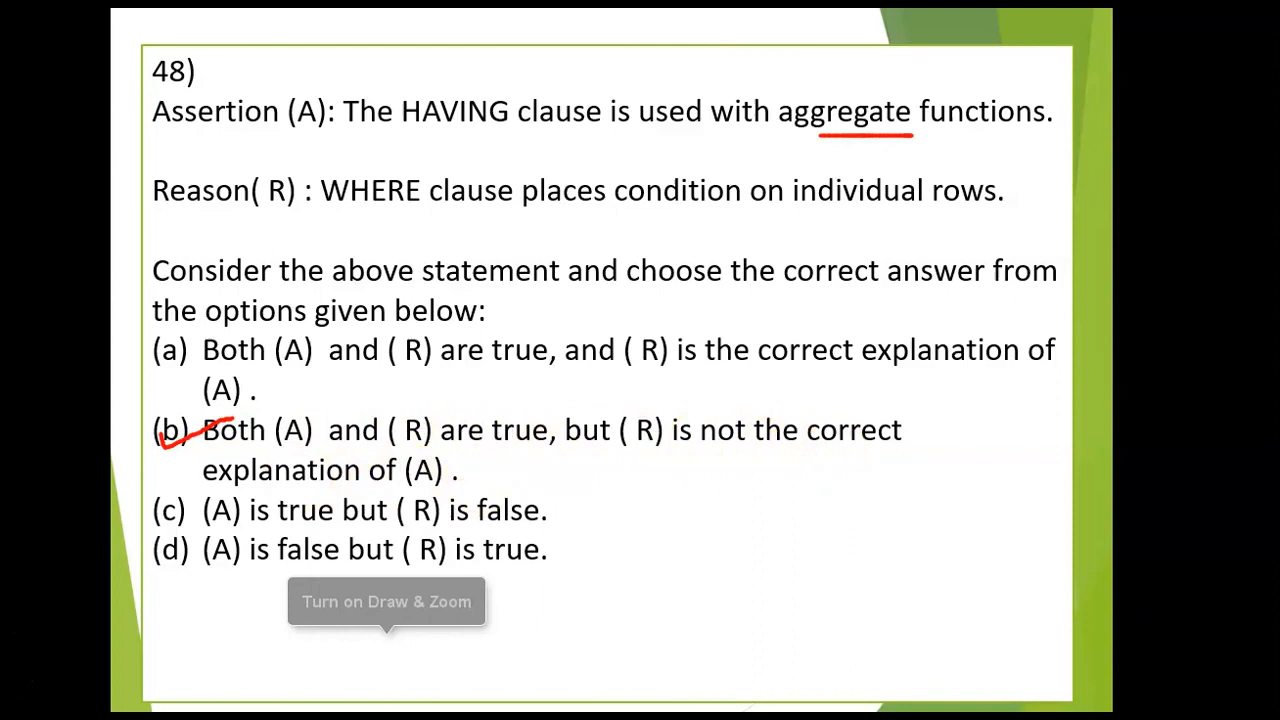 48)
Assertion (A): The HAVING clause is used with aggregate functions.
Reason( R) : WHERE clause places condition on individual rows.
Consider the above statement and choose the correct answer from
the options given below:
(a) Both (A) and ( R) are true, and ( R) is the correct explanation of
(A) .
(b) Both (A) and ( R) are true, but ( R) is not the correct
explanation of (A) .
(c) (A) is true but ( R) is false.
(d) (A) is false but ( R) is true.
Turn on Draw & Zoom